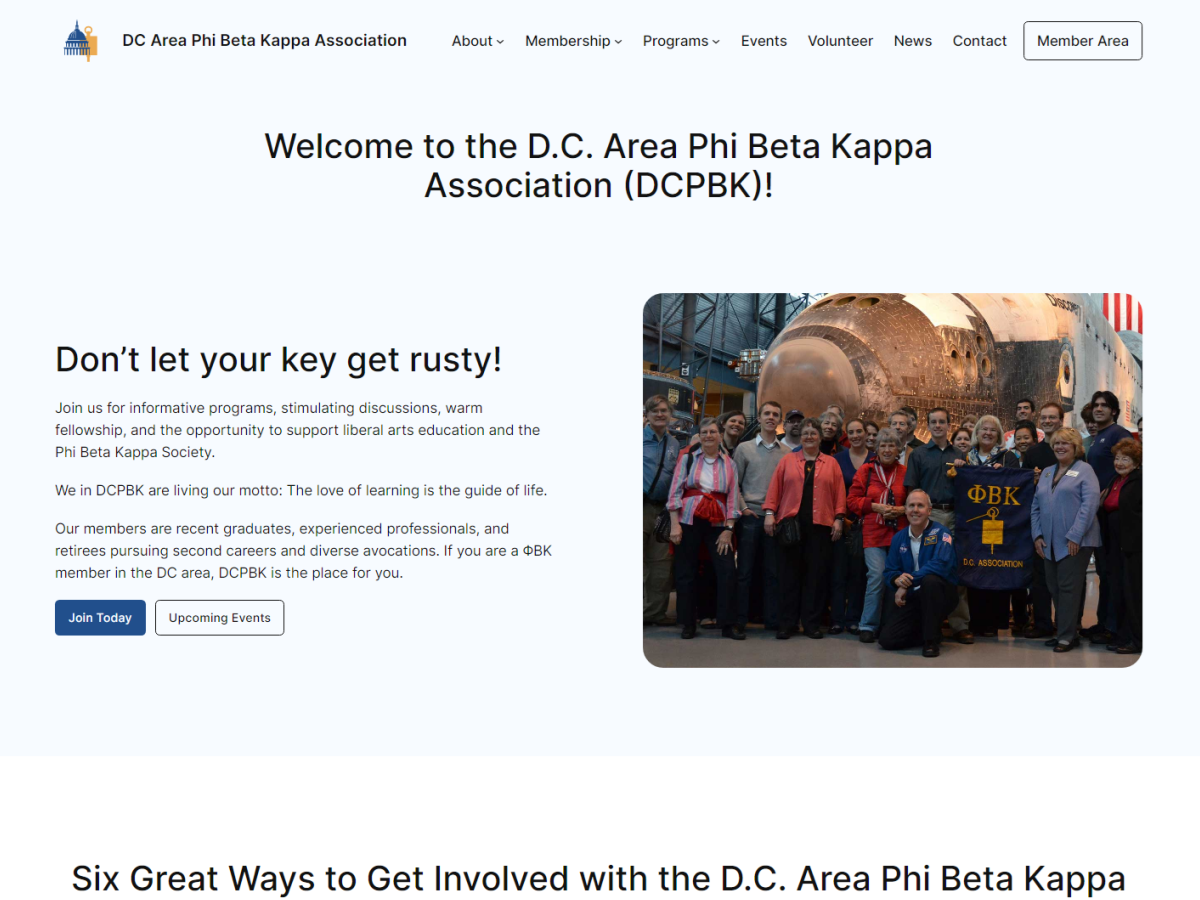 DC Area Phi Beta Kappa Association
About
Membership
Programs
Events
Volunteer
News
Contact
Member Area
Welcome to the D.C. Area Phi Beta Kappa
Association (DCPBK)!
Don’t let your key get rusty!
Join us for informative programs, stimulating discussions, warm
fellowship, and the opportunity to support liberal arts education and the
Phi Beta Kappa Society.
We in DCPBK are living our motto: The love of learning is the guide of life.
Our members are recent graduates, experienced professionals, and
retirees pursuing second careers and diverse avocations. If you are a ΦBK
member in the DC area, DCPBK is the place for you.
Join Today
Upcoming Events
Discovery
ΦBK
D.C. ASSOCIATION
Six Great Ways to Get Involved with the D.C. Area Phi Beta Kappa